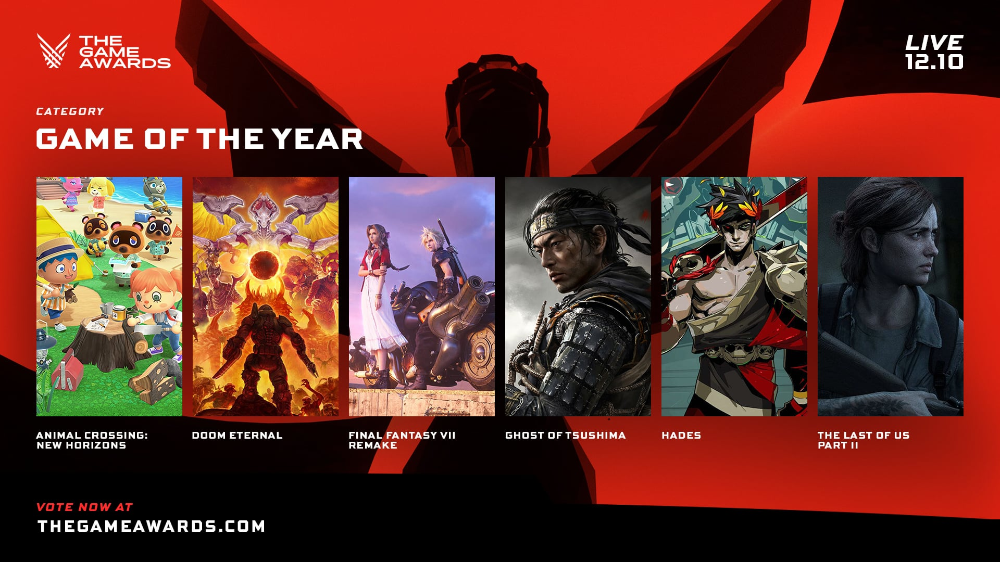 THE
GAME
AWARDS
LIVE
12.10
CATEGORY
GAME OF THE YEAR
ANIMAL CROSSING:
NEW HORIZONS
DOOM ETERNAL
FINAL FANTASY VII
REMAKE
GHOST OF TSUSHIMA
HADES
THE LAST OF US
PART II
VOTE NOW AT
THEGAMEAWARDS.COM